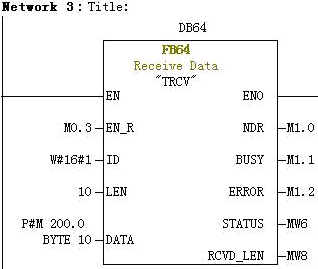 Network 3: Title:
DB64
FB64
Receive Data
"TRCV"
EN ENO
M0.3 EN_R NDR M1.0
W#16#1 ID BUSY M1.1
10 LEN ERROR M1.2
P#M 200.0 STATUS MW6
BYTE 10 DATA
RCVD_LEN MW8